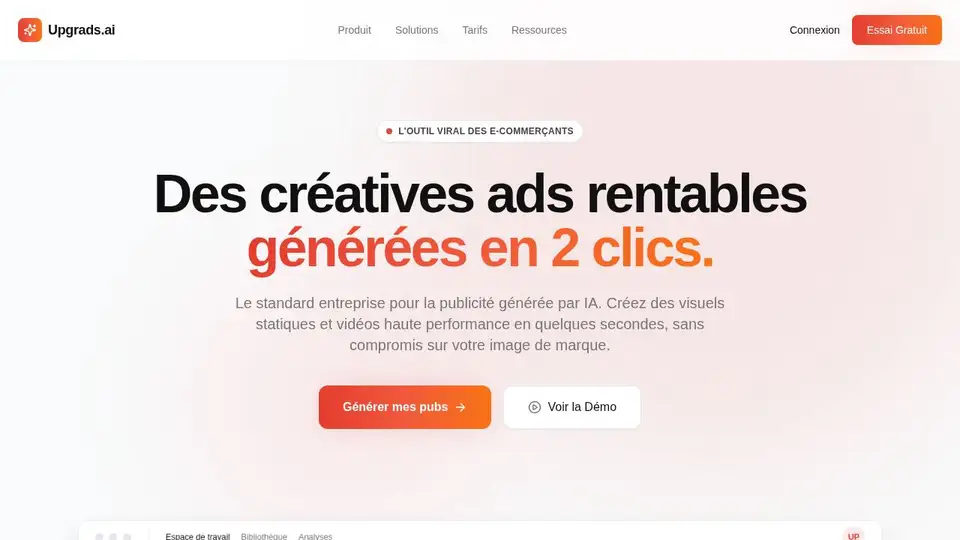 Upgrads.ai
Produit
Solutions
Tarifs
Ressources
Connexion
Essai Gratuit
L'OUTIL VIRAL DES E-COMMERÇANTS
Des créatives ads rentables
générées en 2 clics.
Le standard entreprise pour la publicité générée par IA. Créez des visuels
statiques et vidéos haute performance en quelques secondes, sans
compromis sur votre image de marque.
Générer mes pubs
Voir la Démo
Espace de travail
Bibliothèque
Analyses
UP